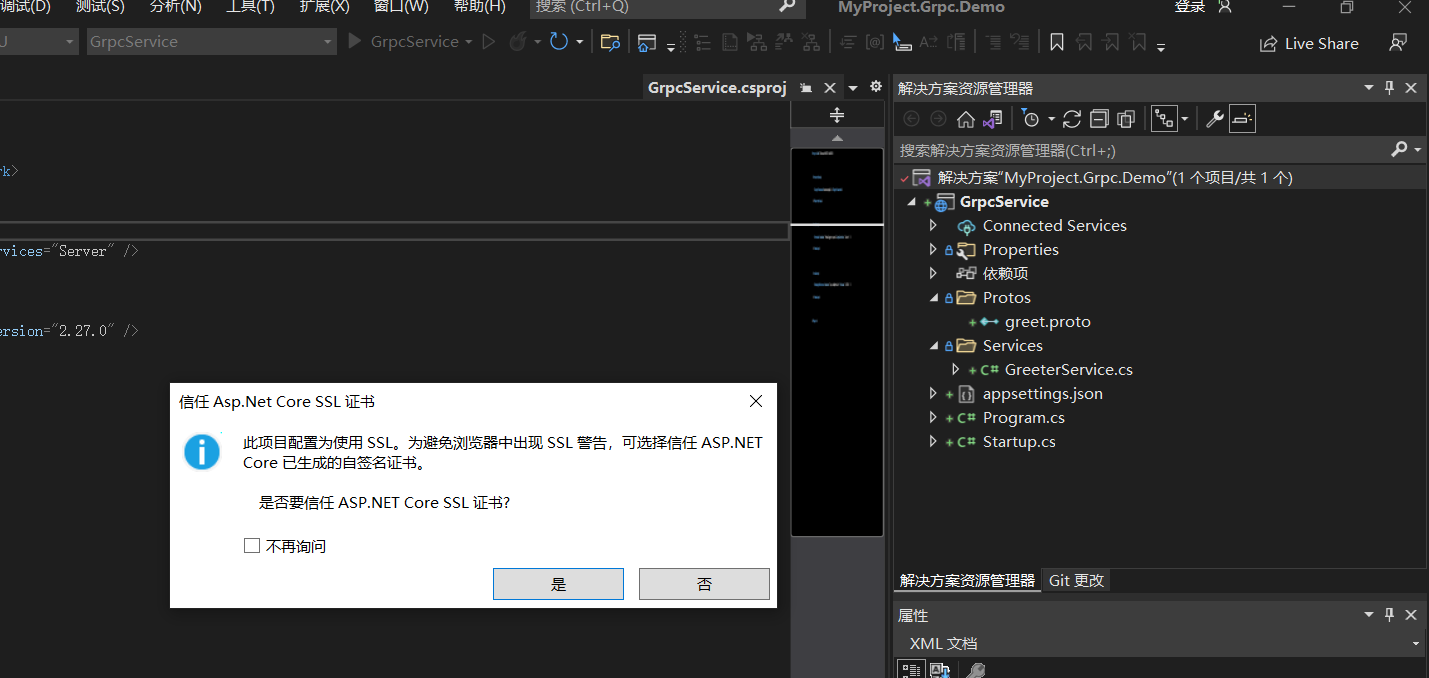 调试(D) 测试(S) 分析(N) 工具(T) 扩展(X) 窗口(W) 帮助(H) 搜索 (Ctrl+Q) MyProject.Grpc.Demo 登录
GrpcService GrpcService Live Share
GrpcService.csproj
解决方案资源管理器
搜索解决方案资源管理器(Ctrl+;)
rk>
解决方案"MyProject.Grpc.Demo"(1 个项目/共 1 个)
GrpcService
Connected Services
rvices="Server" />
Properties
依赖项
Protos
greet.proto
ersion="2.27.0" />
Services
GreeterService.cs
appsettings.json
Program.cs
Startup.cs
信任 Asp.Net Core SSL 证书
此项目配置为使用 SSL。为避免浏览器中出现 SSL 警告，可选择信任 ASP.NET
Core 已生成的自签名证书。
是否要信任 ASP.NET Core SSL 证书?
不再询问
是 否
解决方案资源管理器 Git 更改
属性
XML 文档